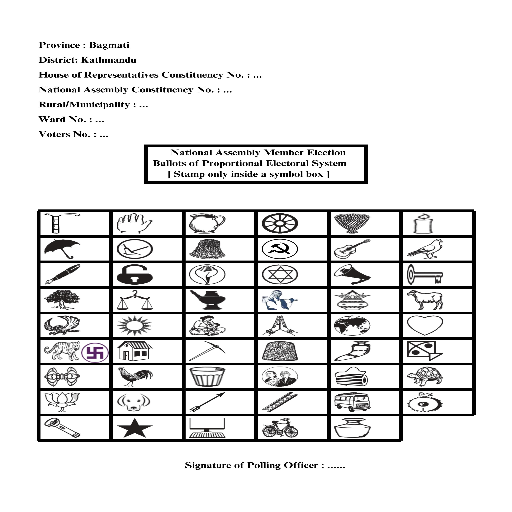 Province : Bagmati
District: Kathmandu
House of Representatives Constituency No. : ...
National Assembly Constituency No. : ...
Rural/Municipality : ...
Ward No. : ...
Voters No. : ...
National Assembly Member Election
Ballots of Proportional Electoral System
[ Stamp only inside a symbol box ]
Signature of Polling Officer : ......